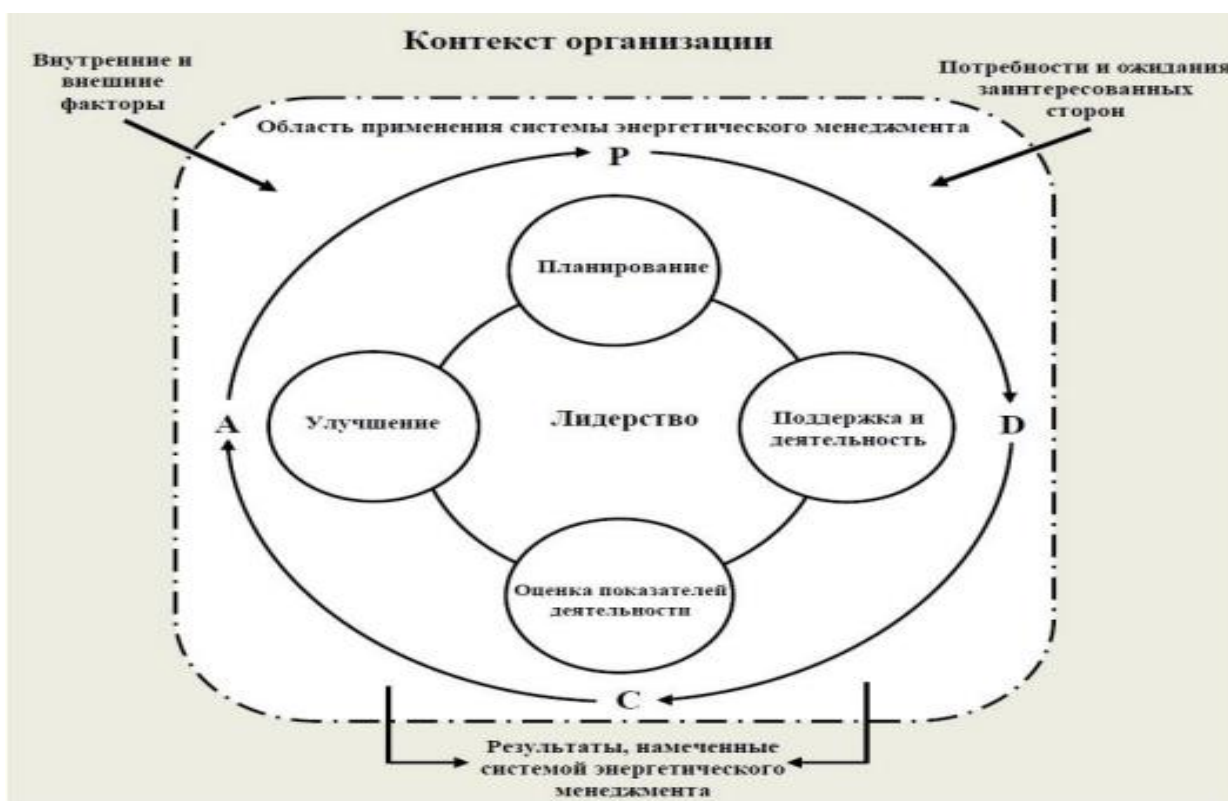 Контекст организации
Внутренние и
внешние
факторы
Потребности и ожидания
заинтересованных
сторон
Область применения системы энергетического менеджмента
P
Планирование
A
Улучшение
Лидерство
Поддержка и
деятельность
D
Оценка показателей
деятельности
C
Результаты, намеченные
системой энергетического
менеджмента